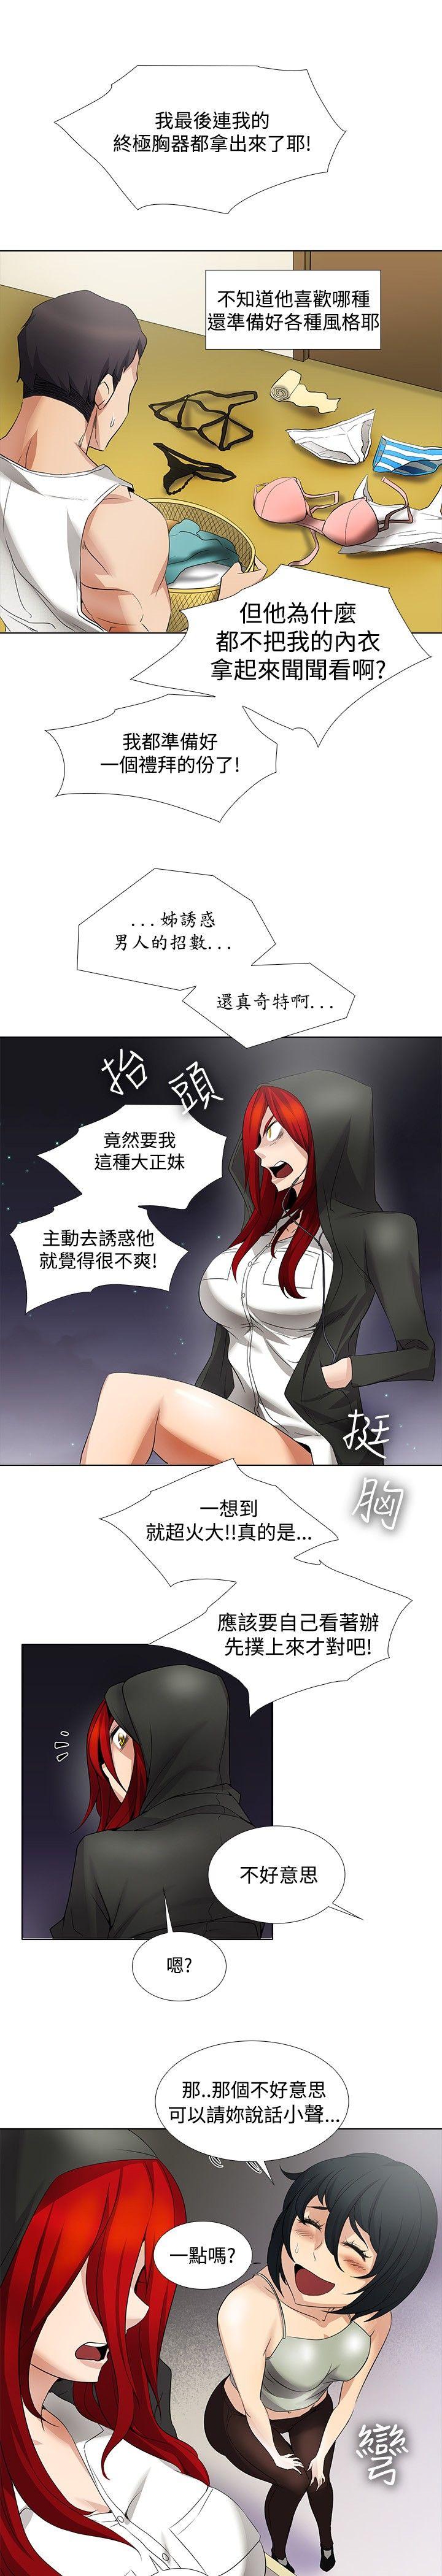 我最後連我的
終極胸器都拿出來了耶!
不知道他喜歡哪種
還準備好各種風格耶
但他為什麼
都不把我的內衣
拿起來聞聞看啊?
我都準備好
一個禮拜的份了!
...姊誘惑
男人的招數...
還真奇特啊...
抬頭
竟然要我
這種大正妹
主動去誘惑他
就覺得很不爽!
挺胸
一想到
就超火大!!真的是...
應該要自己看著辦
先撲上來才對吧!
不好意思
嗯?
那..那個不好意思
可以請妳說話小聲...
一點嗎?
彎